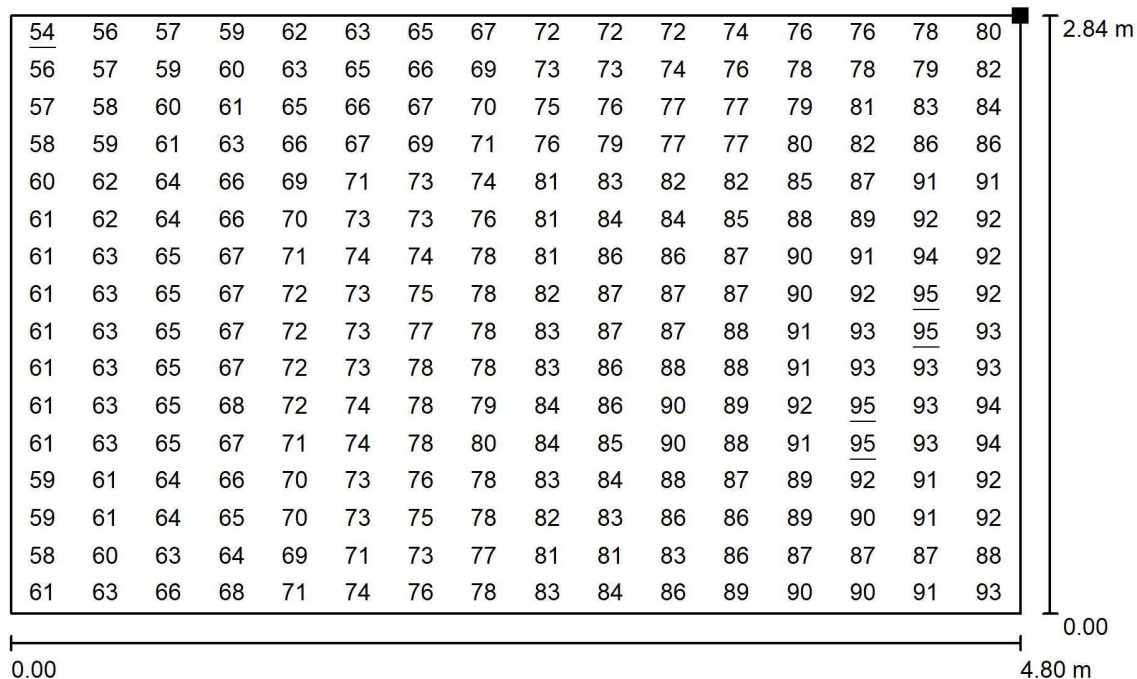 54 56 57 59 62 63 65 67 72 72 72 74 76 76 78 80 2.84 m
56 57 59 60 63 65 66 69 73 73 74 76 78 78 79 82
57 58 60 61 65 66 67 70 75 76 77 77 79 81 83 84
58 59 61 63 66 67 69 71 76 79 77 77 80 82 86 86
60 62 64 66 69 71 73 74 81 83 82 82 85 87 91 91
61 62 64 66 70 73 73 76 81 84 84 85 88 89 92 92
61 63 65 67 71 74 74 78 81 86 86 87 90 91 94 92
61 63 65 67 72 73 75 78 82 87 87 87 90 92 95 92
61 63 65 67 72 73 77 78 83 87 87 88 91 93 95 93
61 63 65 67 72 73 78 78 83 86 88 88 91 93 93 93
61 63 65 68 72 74 78 79 84 86 90 89 92 95 93 94
61 63 65 67 71 74 78 80 84 85 90 88 91 95 93 94
59 61 64 66 70 73 76 78 83 84 88 87 89 92 91 92
59 61 64 65 70 73 75 78 82 83 86 86 89 90 91 92
58 60 63 64 69 71 73 77 81 81 83 86 87 87 87 88
61 63 66 68 71 74 76 78 83 84 86 89 90 90 91 93
0.00
0.00 4.80 m